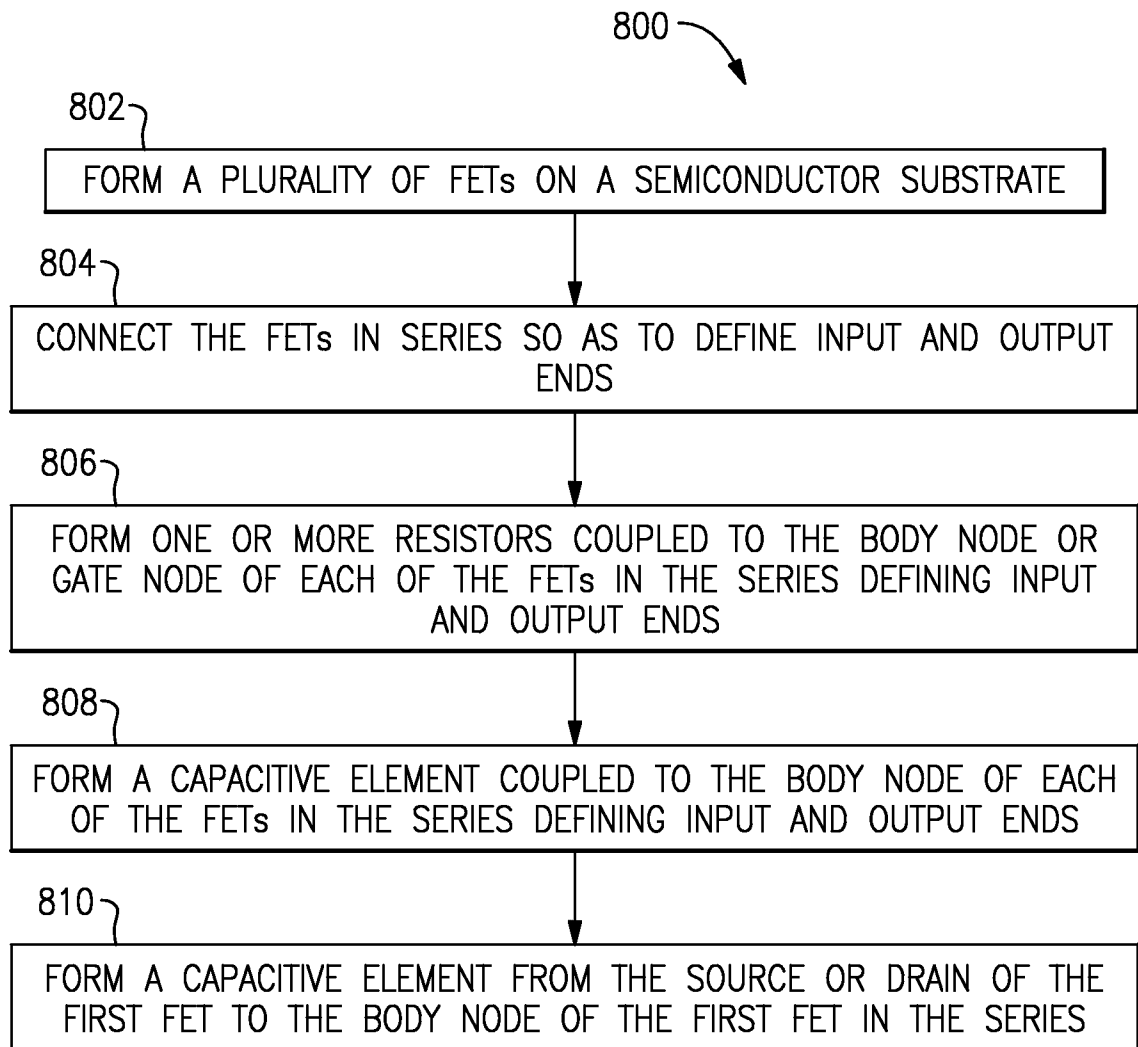 800
802
FORM A PLURALITY OF FETs ON A SEMICONDUCTOR SUBSTRATE
804
CONNECT THE FETs IN SERIES SO AS TO DEFINE INPUT AND OUTPUT
ENDS
806
FORM ONE OR MORE RESISTORS COUPLED TO THE BODY NODE OR
GATE NODE OF EACH OF THE FETs IN THE SERIES DEFINING INPUT
AND OUTPUT ENDS
808
FORM A CAPACITIVE ELEMENT COUPLED TO THE BODY NODE OF EACH
OF THE FETs IN THE SERIES DEFINING INPUT AND OUTPUT ENDS
810
FORM A CAPACITIVE ELEMENT FROM THE SOURCE OR DRAIN OF THE
FIRST FET TO THE BODY NODE OF THE FIRST FET IN THE SERIES